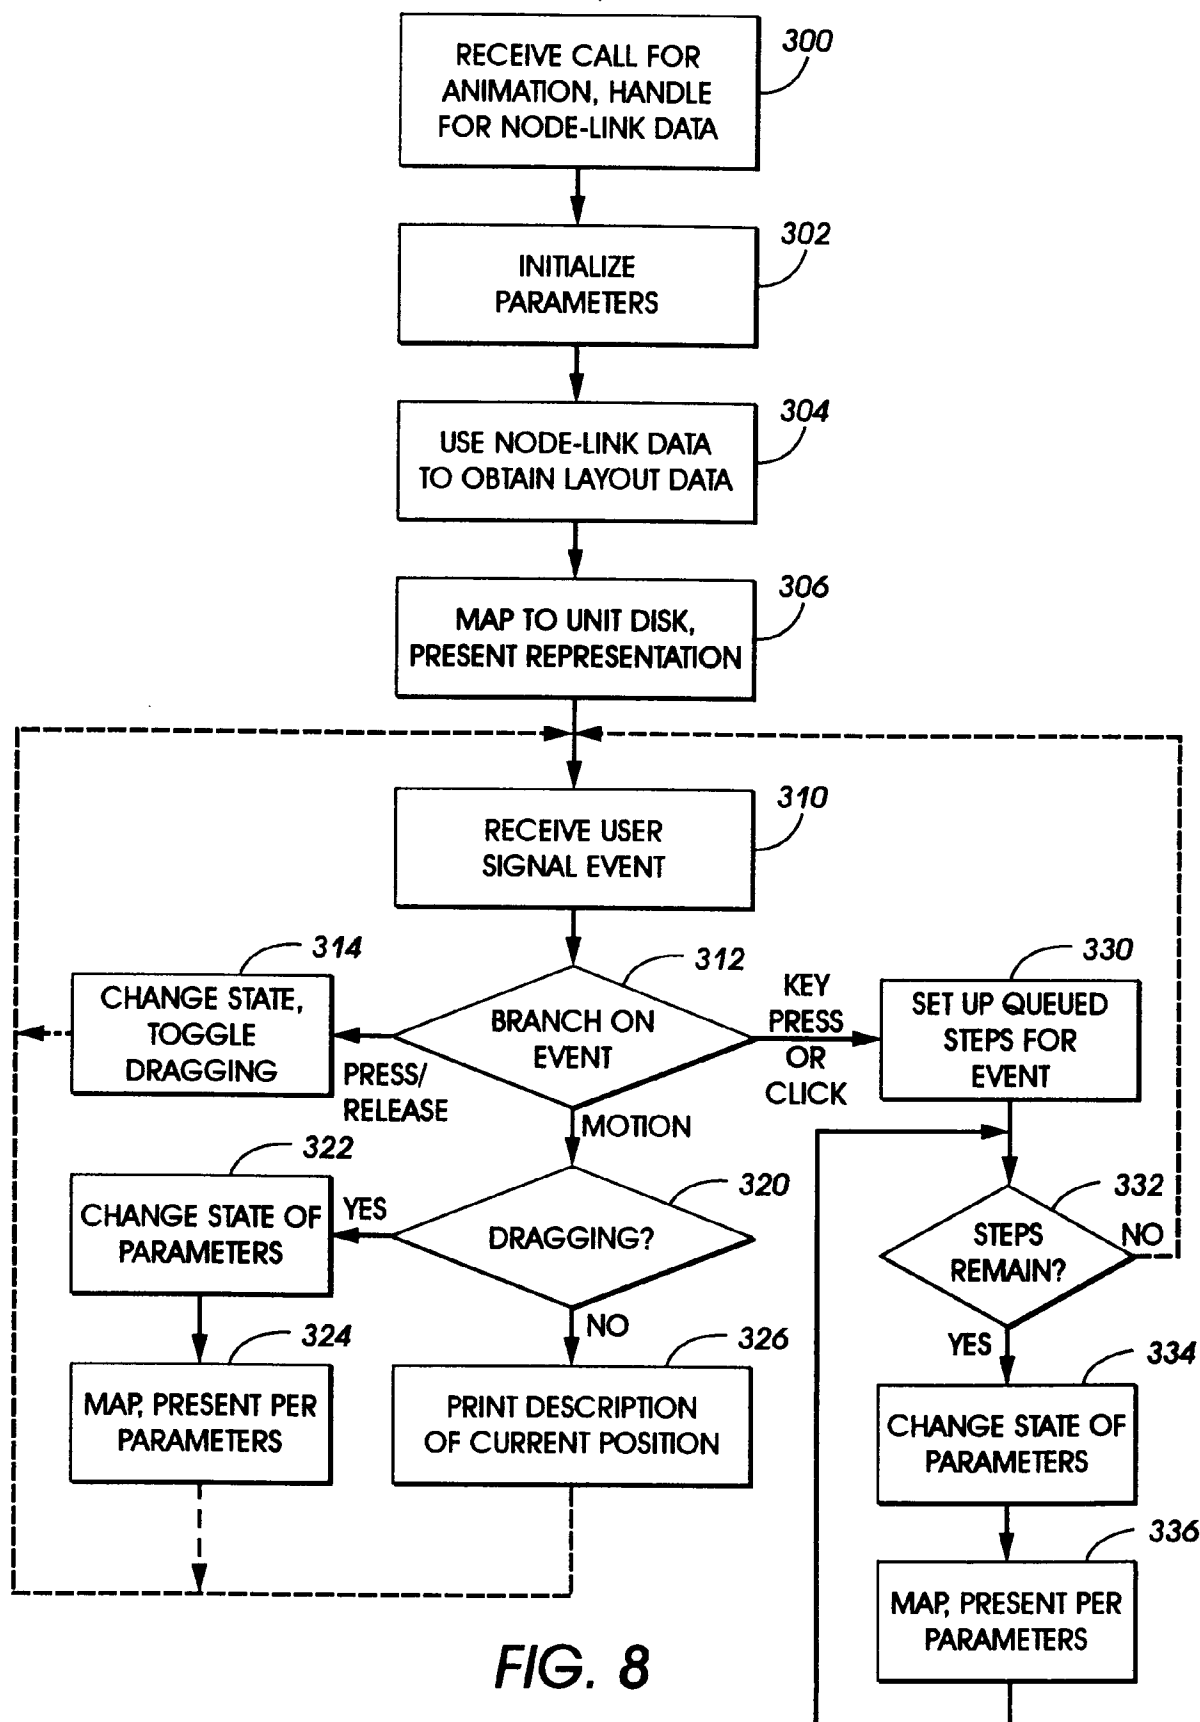 300
RECEIVE CALL FOR
ANIMATION, HANDLE
FOR NODE-LINK DATA
302
INITIALIZE
PARAMETERS
304
USE NODE-LINK DATA
TO OBTAIN LAYOUT DATA
306
MAP TO UNIT DISK,
PRESENT REPRESENTATION
310
RECEIVE USER
SIGNAL EVENT
314
CHANGE STATE,
TOGGLE
DRAGGING
PRESS/
RELEASE
312
BRANCH ON
EVENT
KEY
PRESS
OR
CLICK
330
SET UP QUEUED
STEPS FOR
EVENT
MOTION
322
CHANGE STATE OF
PARAMETERS
YES
320
DRAGGING?
NO
332
STEPS
REMAIN?
NO
YES
324
MAP, PRESENT PER
PARAMETERS
326
PRINT DESCRIPTION
OF CURRENT POSITION
334
CHANGE STATE OF
PARAMETERS
336
MAP, PRESENT PER
PARAMETERS
FIG. 8